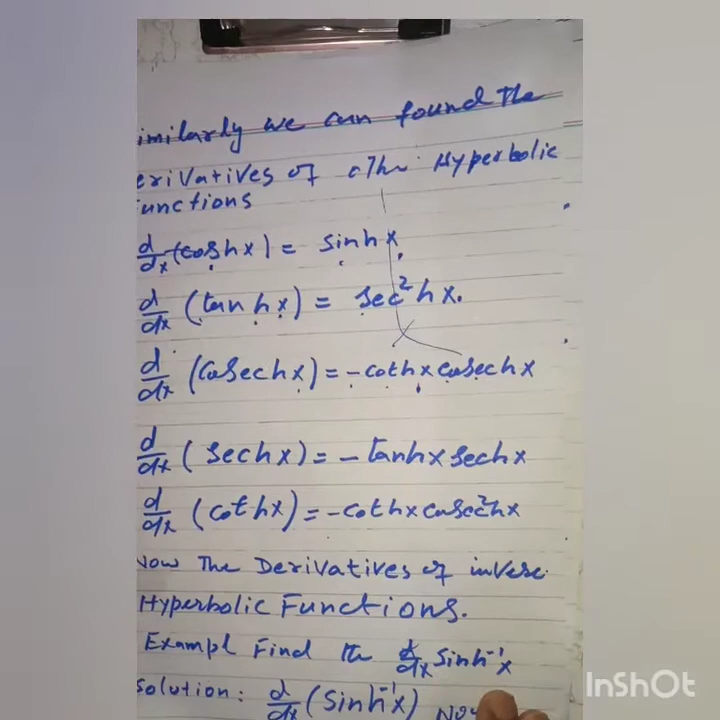 imilarly we can found the
erivatives of other Hyperbolic
unctions
d/dx (coshx) = sinhx.
d/dx (tanhx) = sec²hx.
d/dx (cosechx) = -cothx cosechx
d/dx (sechx) = -tanhx sechx
d/dx (cothx) = -cothx cosec²hx
Now The Derivatives of inverse
Hyperbolic Functions.
Exampl Find the d/dx sinh⁻¹x
Solution: d/dx (sinh⁻¹x) Now
InShOt